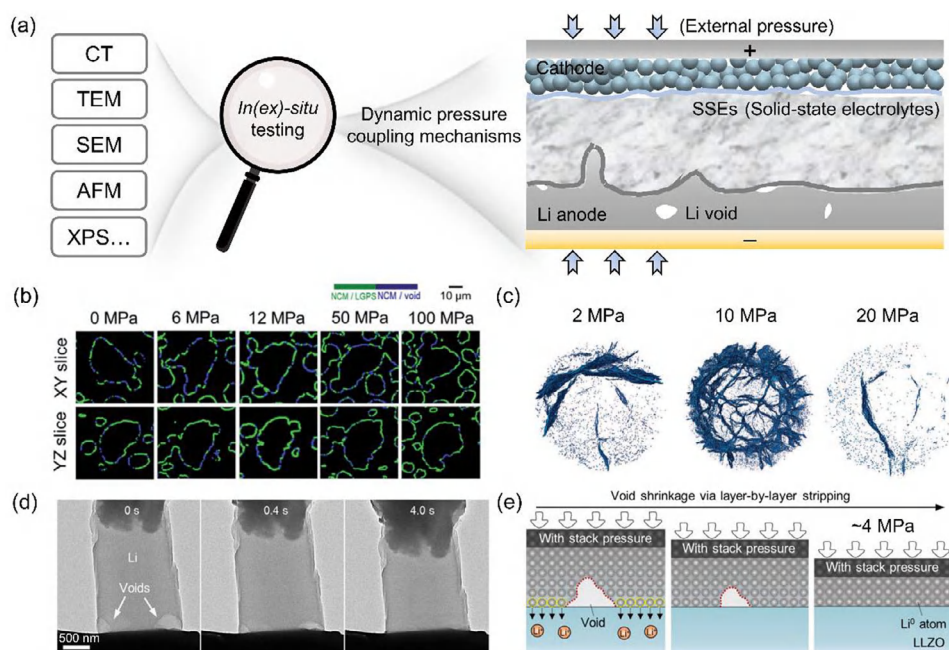 (a)
CT
TEM
SEM
AFM
XPS...
In(ex)-situ
testing
Dynamic pressure
coupling mechanisms
(External pressure)
+
Cathode
SSEs (Solid-state electrolytes)
Li anode
Li void
−
(b)
NCM / LGPS
NCM / void
10 μm
0 MPa
6 MPa
12 MPa
50 MPa
100 MPa
XY slice
YZ slice
(c)
2 MPa
10 MPa
20 MPa
(d)
0 s
0.4 s
4.0 s
Li
Voids
500 nm
(e)
Void shrinkage via layer-by-layer stripping
~4 MPa
With stack pressure
With stack pressure
With stack pressure
Void
Li⁰ atom
LLZO